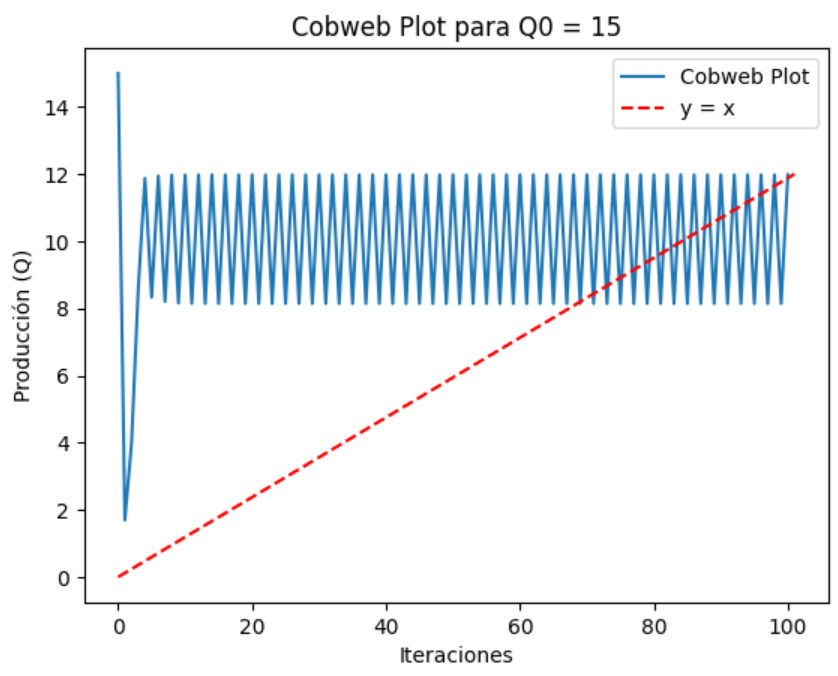 Cobweb Plot para Q0 = 15
Cobweb Plot
y = x
Producción (Q)
14
12
10
8
6
4
2
0
0 20 40 60 80 100
Iteraciones